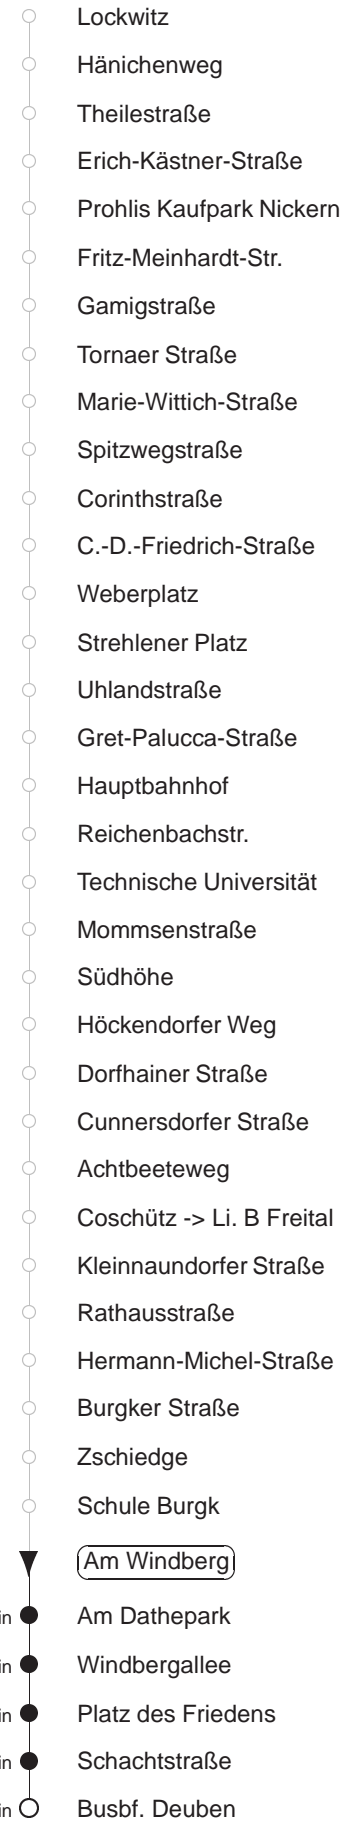 Lockwitz
Hänichenweg
Theilestraße
Erich-Kästner-Straße
Prohlis Kaufpark Nickern
Fritz-Meinhardt-Str.
Gamigstraße
Tornaer Straße
Marie-Wittich-Straße
Spitzwegstraße
Corinthstraße
C.-D.-Friedrich-Straße
Weberplatz
Strehlener Platz
Uhlandstraße
Gret-Palucca-Straße
Hauptbahnhof
Reichenbachstr.
Technische Universität
Mommsenstraße
Südhöhe
Höckendorfer Weg
Dorfhainer Straße
Cunnersdorfer Straße
Achtbeeteweg
Coschütz -> Li. B Freital
Kleinnaundorfer Straße
Rathausstraße
Hermann-Michel-Straße
Burgker Straße
Zschiedge
Schule Burgk
Am Windberg
in Am Dathepark
in Windbergallee
in Platz des Friedens
in Schachtstraße
in Busbf. Deuben